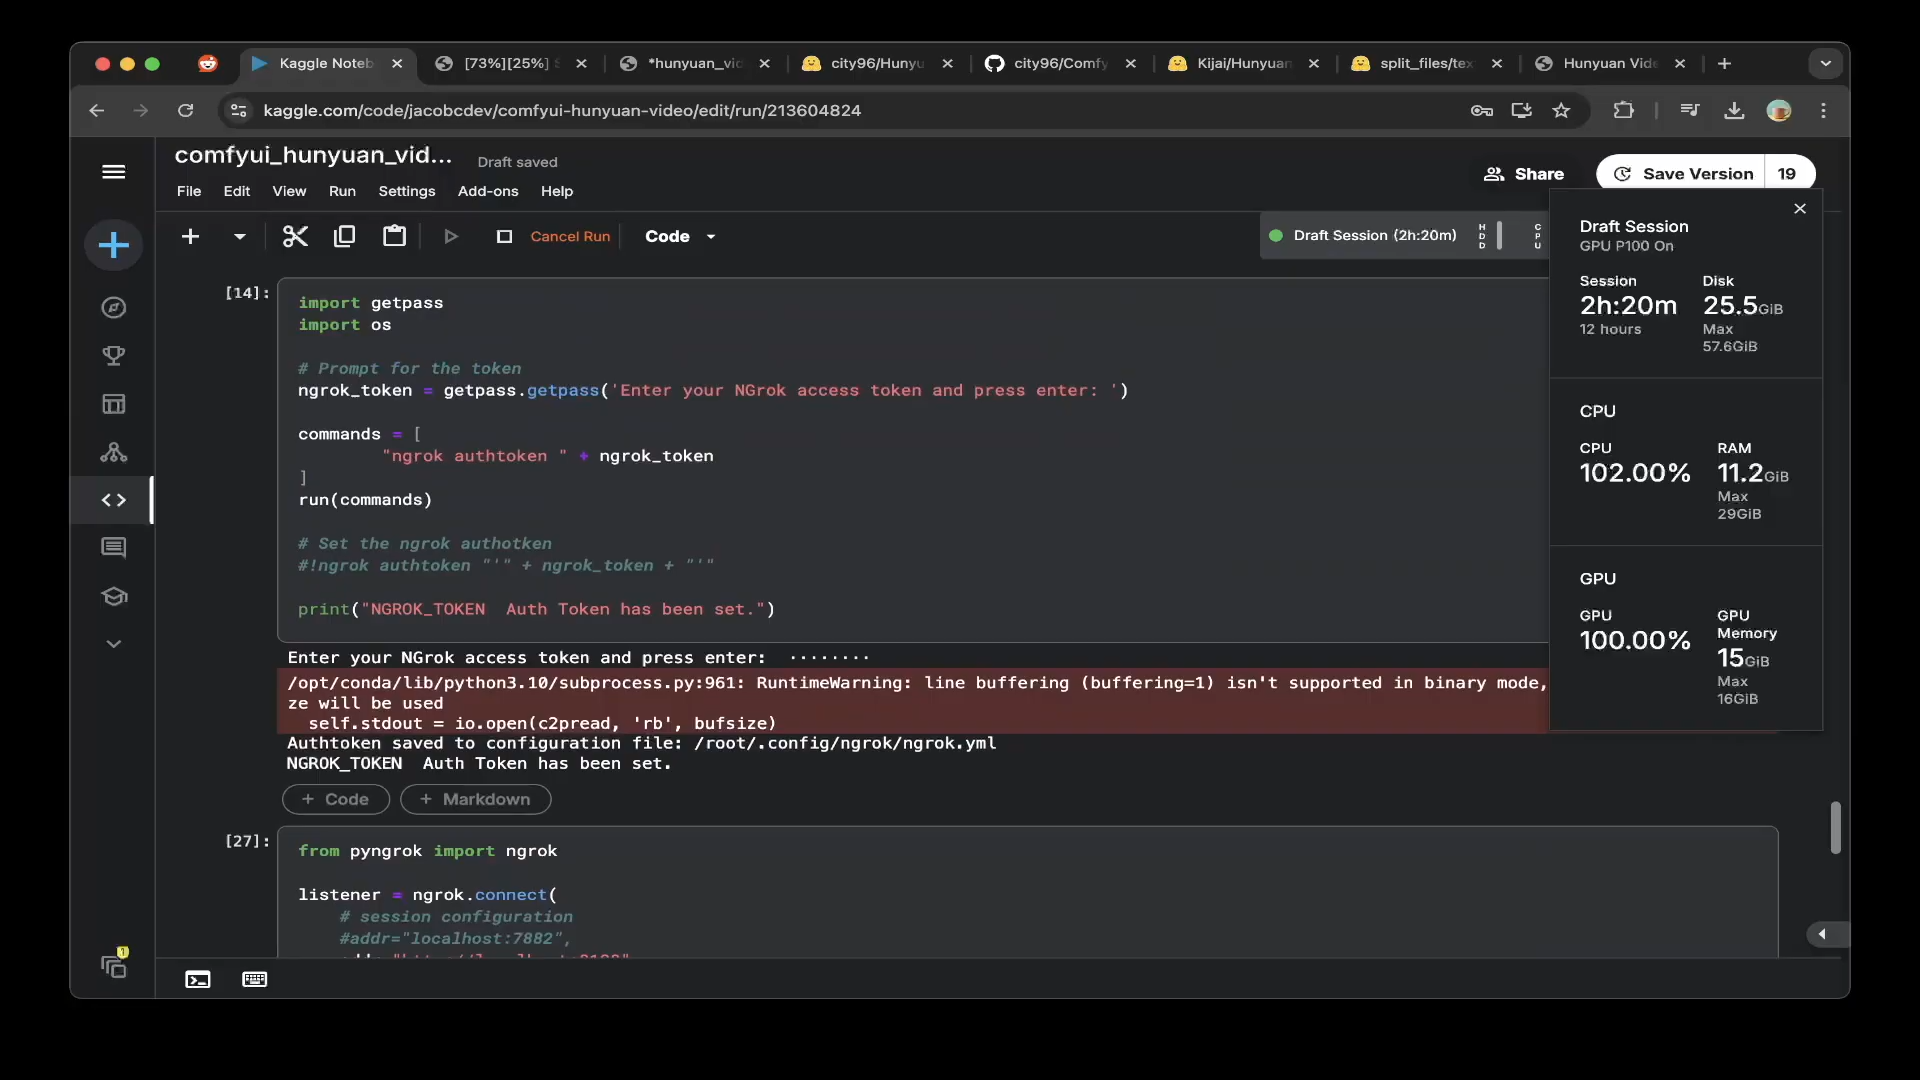 Kaggle Noteb
[73%][25%]
*hunyuan_vi
city96/Hunyu
city96/Comfy
Kijai/Hunyuan
split_files/tex
Hunyuan Vide
kaggle.com/code/jacobcdev/comfyui-hunyuan-video/edit/run/213604824
comfyui_hunyuan_vid...
Draft saved
File Edit View Run Settings Add-ons Help
Share
Save Version 19
Cancel Run
Code
Draft Session (2h:20m)
HDD
CPU
Draft Session
GPU P100 On
Session Disk
2h:20m 25.5GiB
12 hours Max
57.6GiB
CPU
CPU RAM
102.00% 11.2GiB
Max
29GiB
GPU
GPU GPU
Memory
100.00% 15GiB
Max
16GiB
[14]:
import getpass
import os
# Prompt for the token
ngrok_token = getpass.getpass('Enter your NGrok access token and press enter: ')
commands = [
"ngrok authtoken " + ngrok_token
]
run(commands)
# Set the ngrok authotken
#!ngrok authtoken "'" + ngrok_token + "'"
print("NGROK_TOKEN  Auth Token has been set.")
Enter your NGrok access token and press enter:  ········
/opt/conda/lib/python3.10/subprocess.py:961: RuntimeWarning: line buffering (buffering=1) isn't supported in binary mode,
ze will be used
self.stdout = io.open(c2pread, 'rb', bufsize)
Authtoken saved to configuration file: /root/.config/ngrok/ngrok.yml
NGROK_TOKEN  Auth Token has been set.
+ Code
+ Markdown
[27]:
from pyngrok import ngrok
listener = ngrok.connect(
# session configuration
#addr="localhost:7882",
1